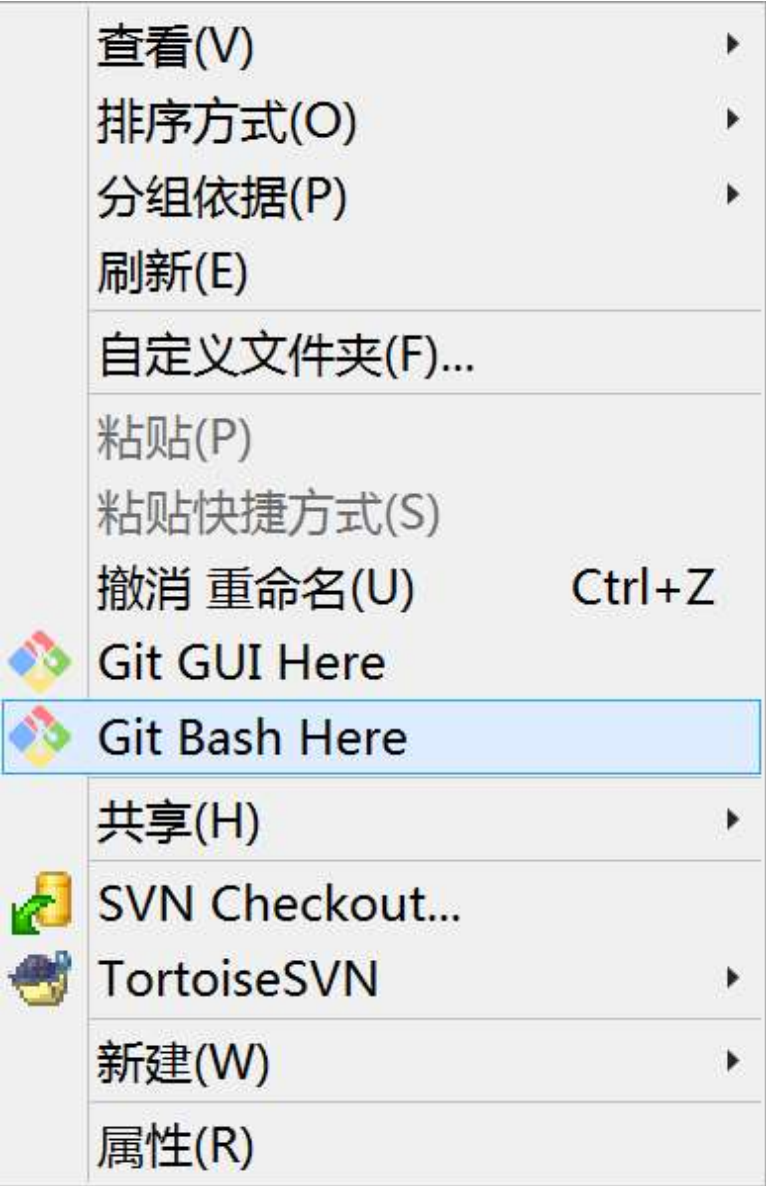 查看(V)
排序方式(O)
分组依据(P)
刷新(E)
自定义文件夹(F)...
粘贴(P)
粘贴快捷方式(S)
撤消 重命名(U) Ctrl+Z
Git GUI Here
Git Bash Here
共享(H)
SVN Checkout...
TortoiseSVN
新建(W)
属性(R)